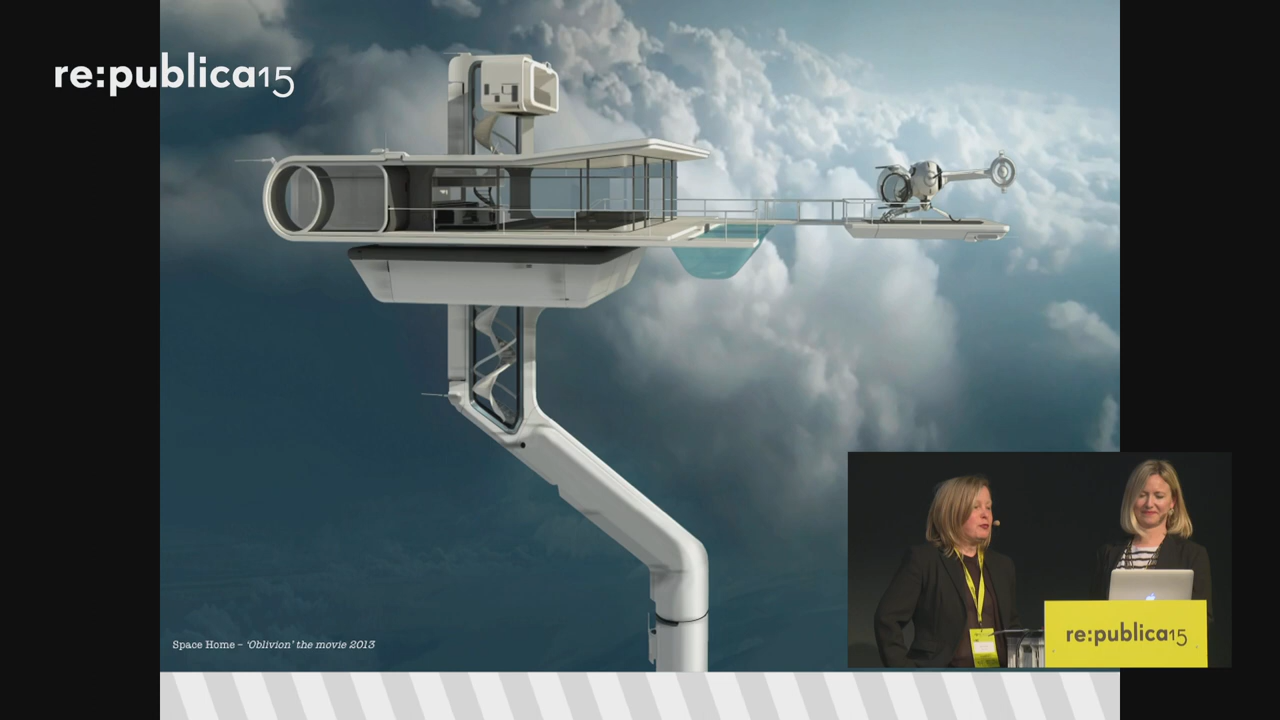 re:publica15
Space Home – ‘Oblivion’ the movie 2013
re:publica15